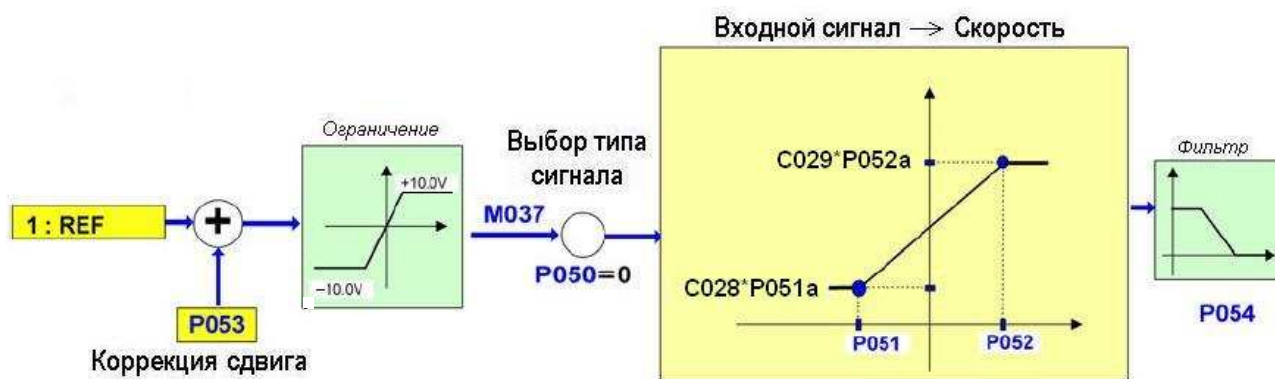 Входной сигнал → Скорость
Ограничение
+10.0V
−10.0V
Выбор типа
сигнала
1 : REF
+
M037
P050=0
P053
Коррекция сдвига
C029*P052a
C028*P051a
P051
P052
Фильтр
P054